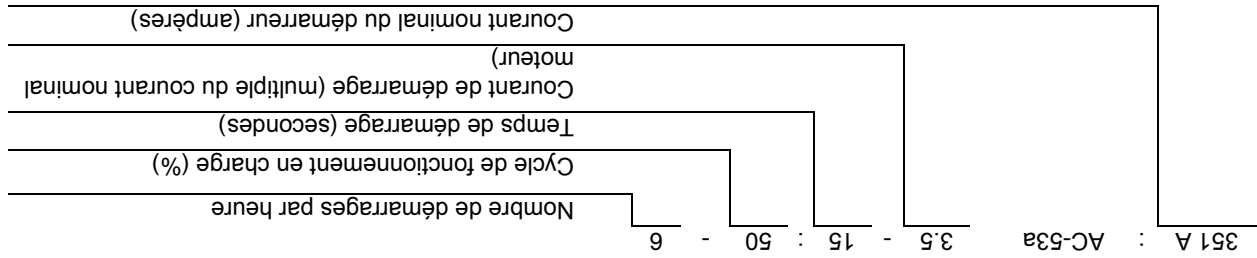 351 A : AC-53a 3.5 - 15 : 50 - 6
Nombre de démarrages par heure
Cycle de fonctionnement en charge (%)
Temps de démarrage (secondes)
Courant de démarrage (multiple du courant nominal
moteur)
Courant nominal du démarreur (ampères)